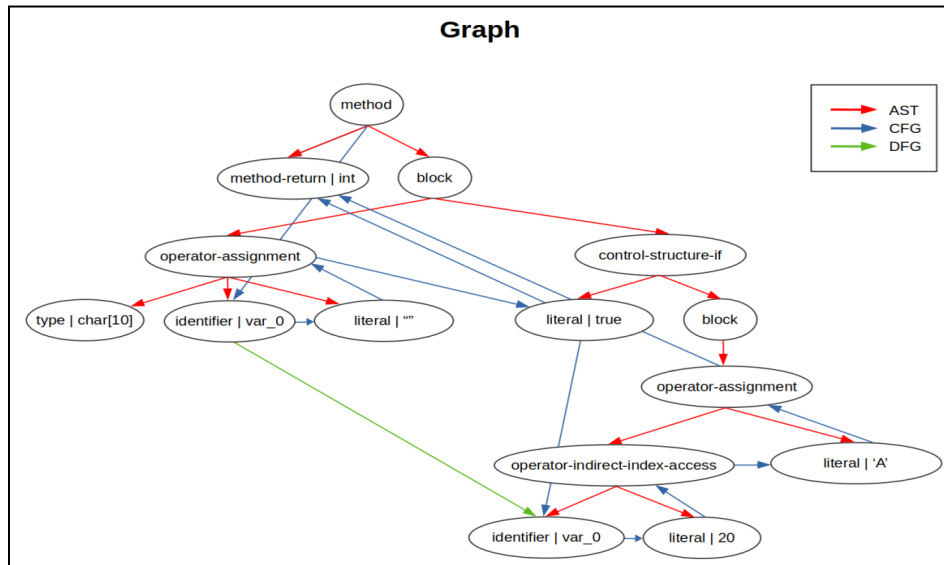 Graph
AST
CFG
DFG
method
method-return | int
block
operator-assignment
control-structure-if
type | char[10]
identifier | var_0
literal | “”
literal | true
block
operator-assignment
operator-indirect-index-access
literal | ‘A’
identifier | var_0
literal | 20